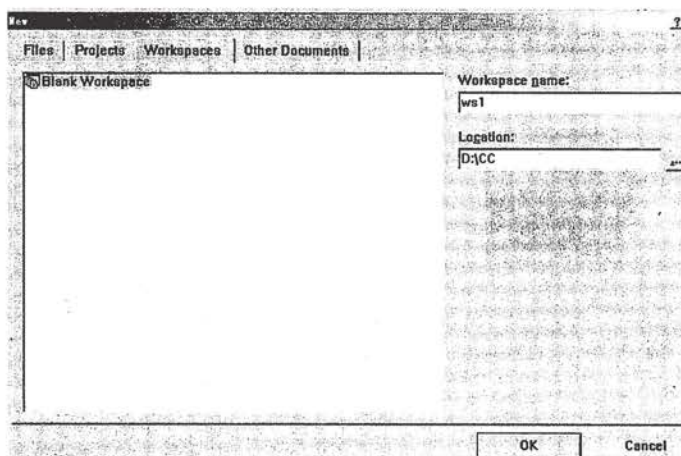 New
?
Files Projects Workspaces Other Documents
Blank Workspace
Workspace name:
ws1
Location:
D:\CC
...
OK Cancel